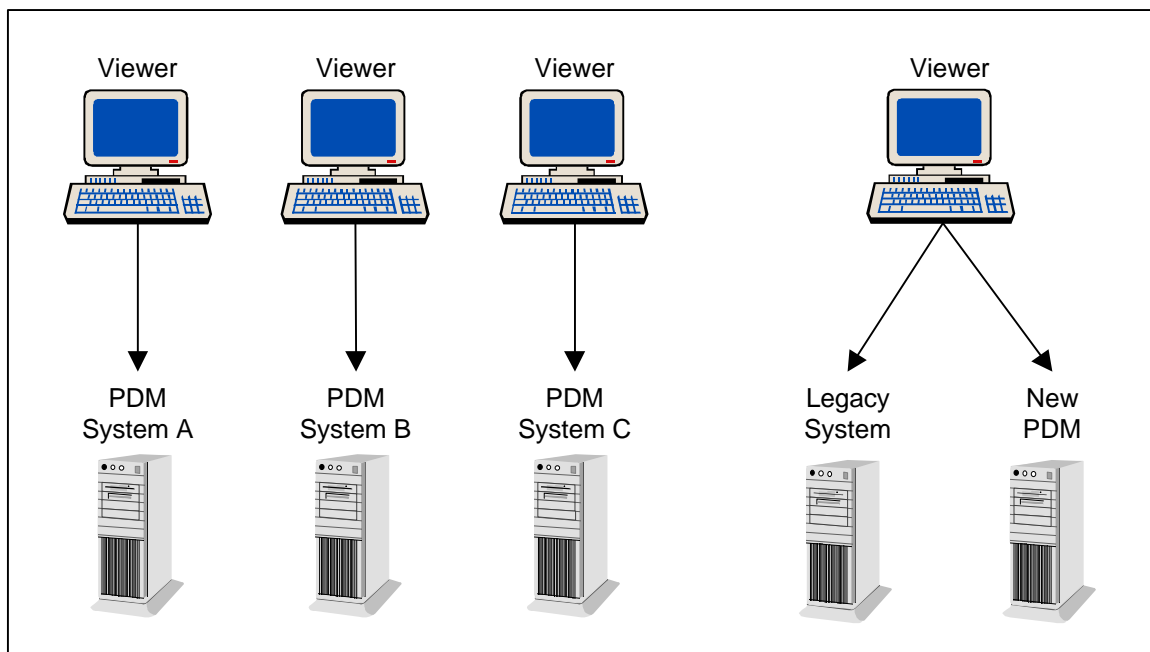 Viewer
Viewer
Viewer
Viewer
PDM
System A
PDM
System B
PDM
System C
Legacy
System
New
PDM